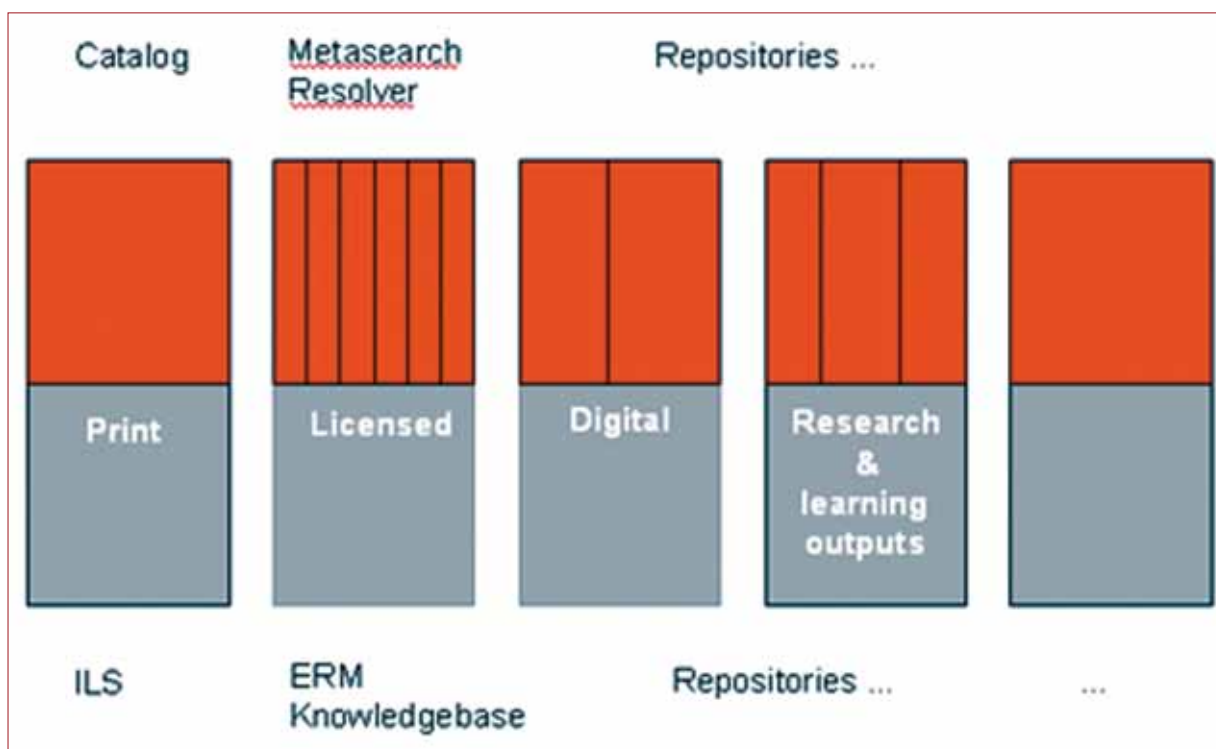 Catalog
Metasearch
Resolver
Repositories ...
Print
Licensed
Digital
Research
&
learning
outputs
ILS
ERM
Knowledgebase
Repositories ...
...